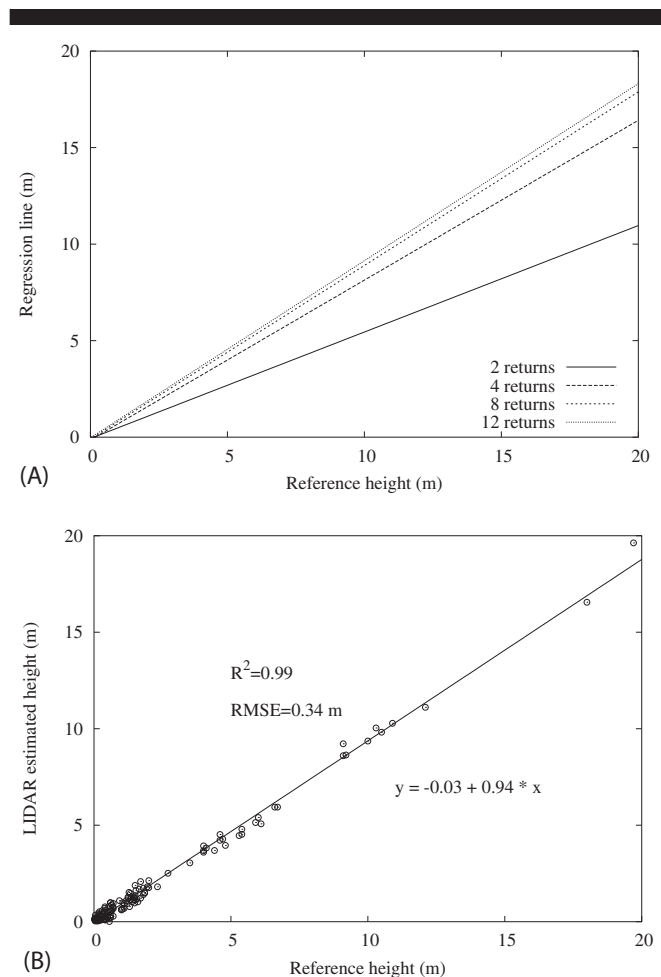 20
15
10
5
0
Regression line (m)
2 returns
4 returns
8 returns
12 returns
0 5 10 15 20
Reference height (m)
(A)
20
15
10
5
0
LIDAR estimated height (m)
R²=0.99
RMSE=0.34 m
y = -0.03 + 0.94 * x
0 5 10 15 20
Reference height (m)
(B)